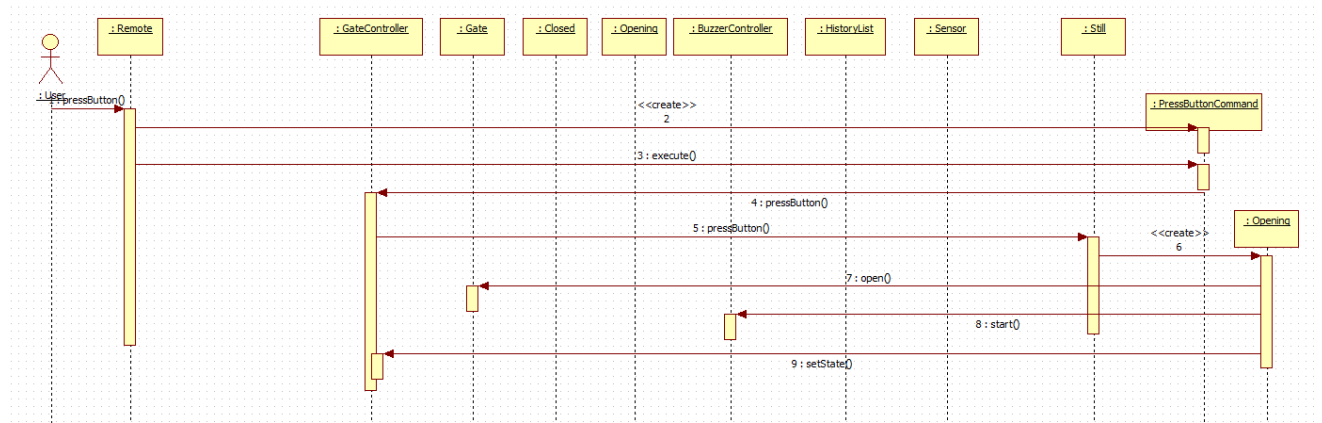 : Remote
: GateController
: Gate
: Closed
: Opening
: BuzzerController
: HistoryList
: Sensor
: Still
: User
1 : pressButton()
<<create>>
2
: PressButtonCommand
3 : execute()
4 : pressButton()
5 : pressButton()
: Opening
<<create>>
6
7 : open()
8 : start()
9 : setState()